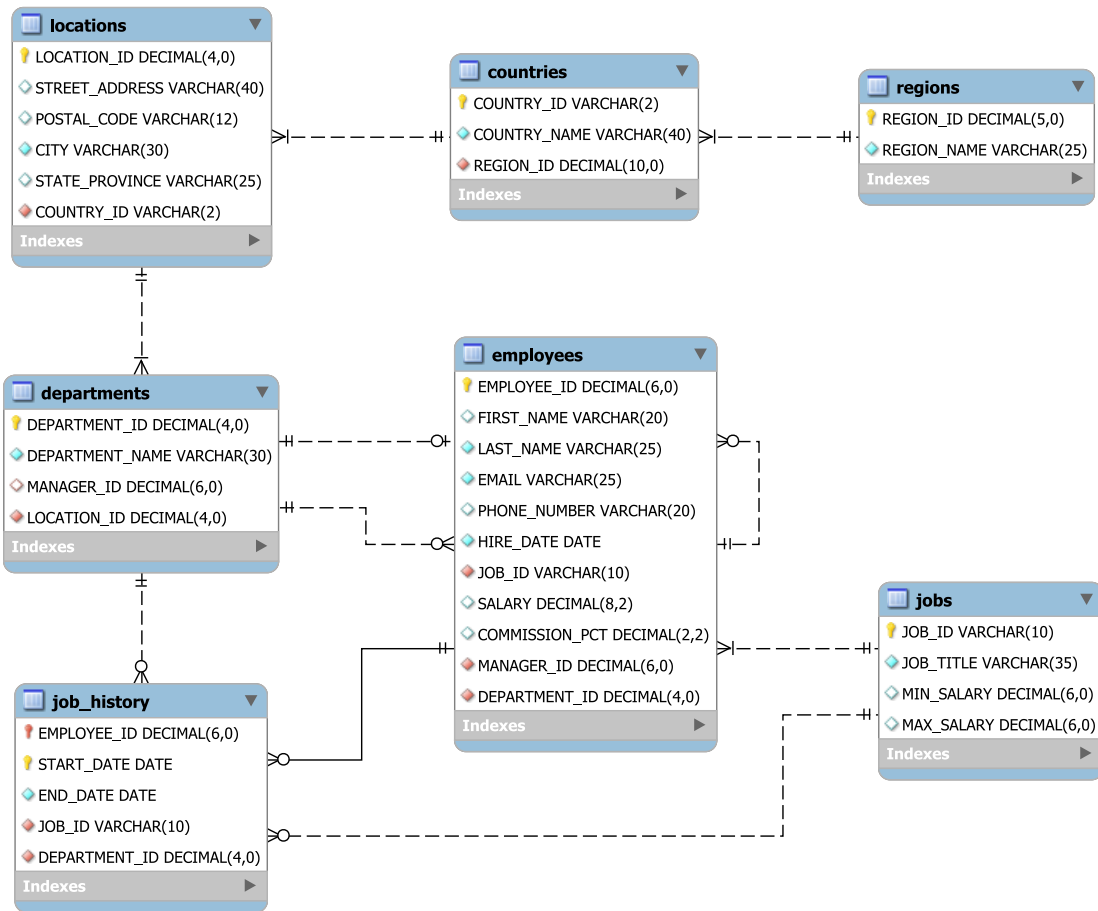 locations
LOCATION_ID DECIMAL(4,0)
STREET_ADDRESS VARCHAR(40)
POSTAL_CODE VARCHAR(12)
CITY VARCHAR(30)
STATE_PROVINCE VARCHAR(25)
COUNTRY_ID VARCHAR(2)
Indexes
countries
COUNTRY_ID VARCHAR(2)
COUNTRY_NAME VARCHAR(40)
REGION_ID DECIMAL(10,0)
Indexes
regions
REGION_ID DECIMAL(5,0)
REGION_NAME VARCHAR(25)
Indexes
departments
DEPARTMENT_ID DECIMAL(4,0)
DEPARTMENT_NAME VARCHAR(30)
MANAGER_ID DECIMAL(6,0)
LOCATION_ID DECIMAL(4,0)
Indexes
employees
EMPLOYEE_ID DECIMAL(6,0)
FIRST_NAME VARCHAR(20)
LAST_NAME VARCHAR(25)
EMAIL VARCHAR(25)
PHONE_NUMBER VARCHAR(20)
HIRE_DATE DATE
JOB_ID VARCHAR(10)
SALARY DECIMAL(8,2)
COMMISSION_PCT DECIMAL(2,2)
MANAGER_ID DECIMAL(6,0)
DEPARTMENT_ID DECIMAL(4,0)
Indexes
jobs
JOB_ID VARCHAR(10)
JOB_TITLE VARCHAR(35)
MIN_SALARY DECIMAL(6,0)
MAX_SALARY DECIMAL(6,0)
Indexes
job_history
EMPLOYEE_ID DECIMAL(6,0)
START_DATE DATE
END_DATE DATE
JOB_ID VARCHAR(10)
DEPARTMENT_ID DECIMAL(4,0)
Indexes